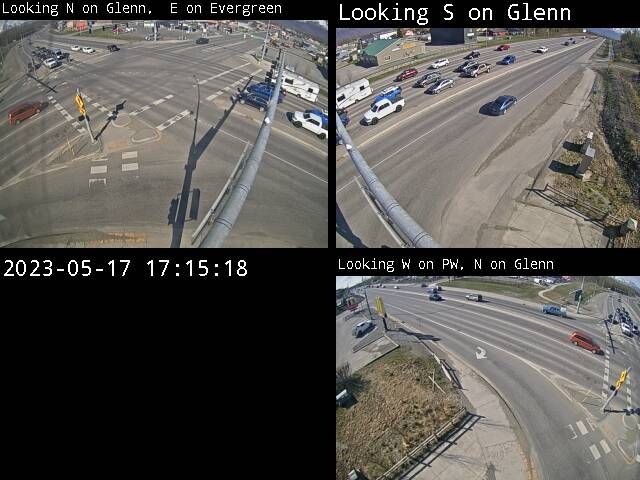 Looking N on Glenn,  E on Evergreen
Looking S on Glenn
2023-05-17 17:15:18
Looking W on PW, N on Glenn